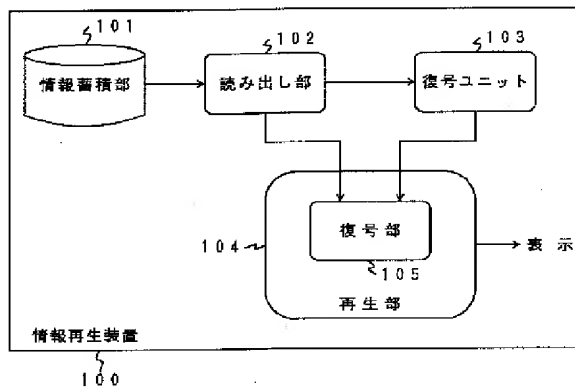 101
102
103
情報蓄積部
読み出し部
復号ユニット
復号部
104
105
表示
再生部
情報再生装置
100